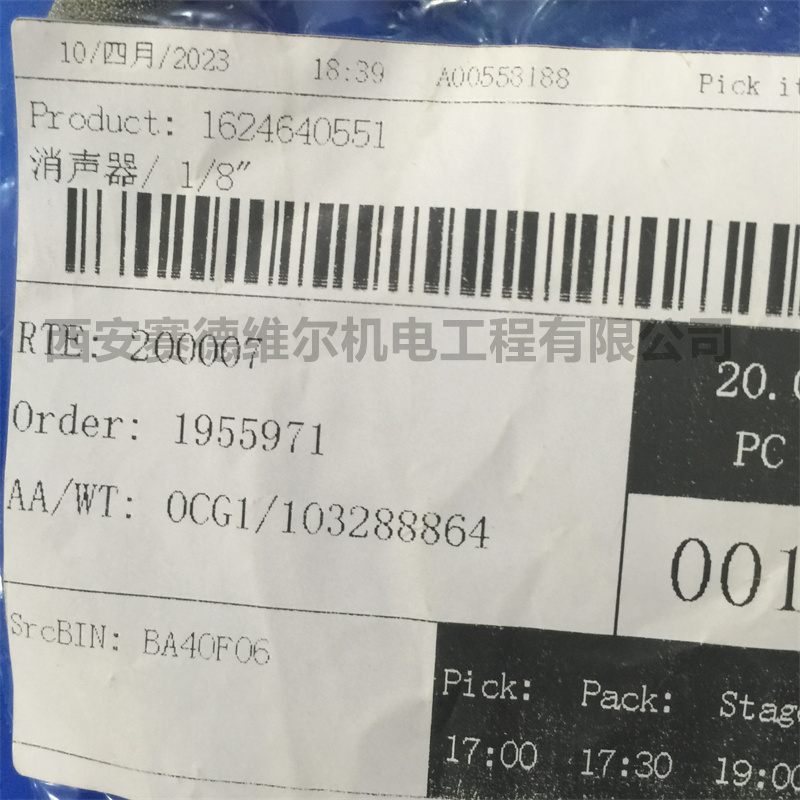 10/四月/2023 18:39 A00553188 Pick it
Product: 1624640551
消声器/ 1/8"
西安赛德维尔机电工程有限公司
RTE: 200007
20.
PC
Order: 1955971
AA/WT: OCG1/103288864
001
SrcBIN: BA40F06
Pick: Pack: Stag
17:00 17:30 19:00